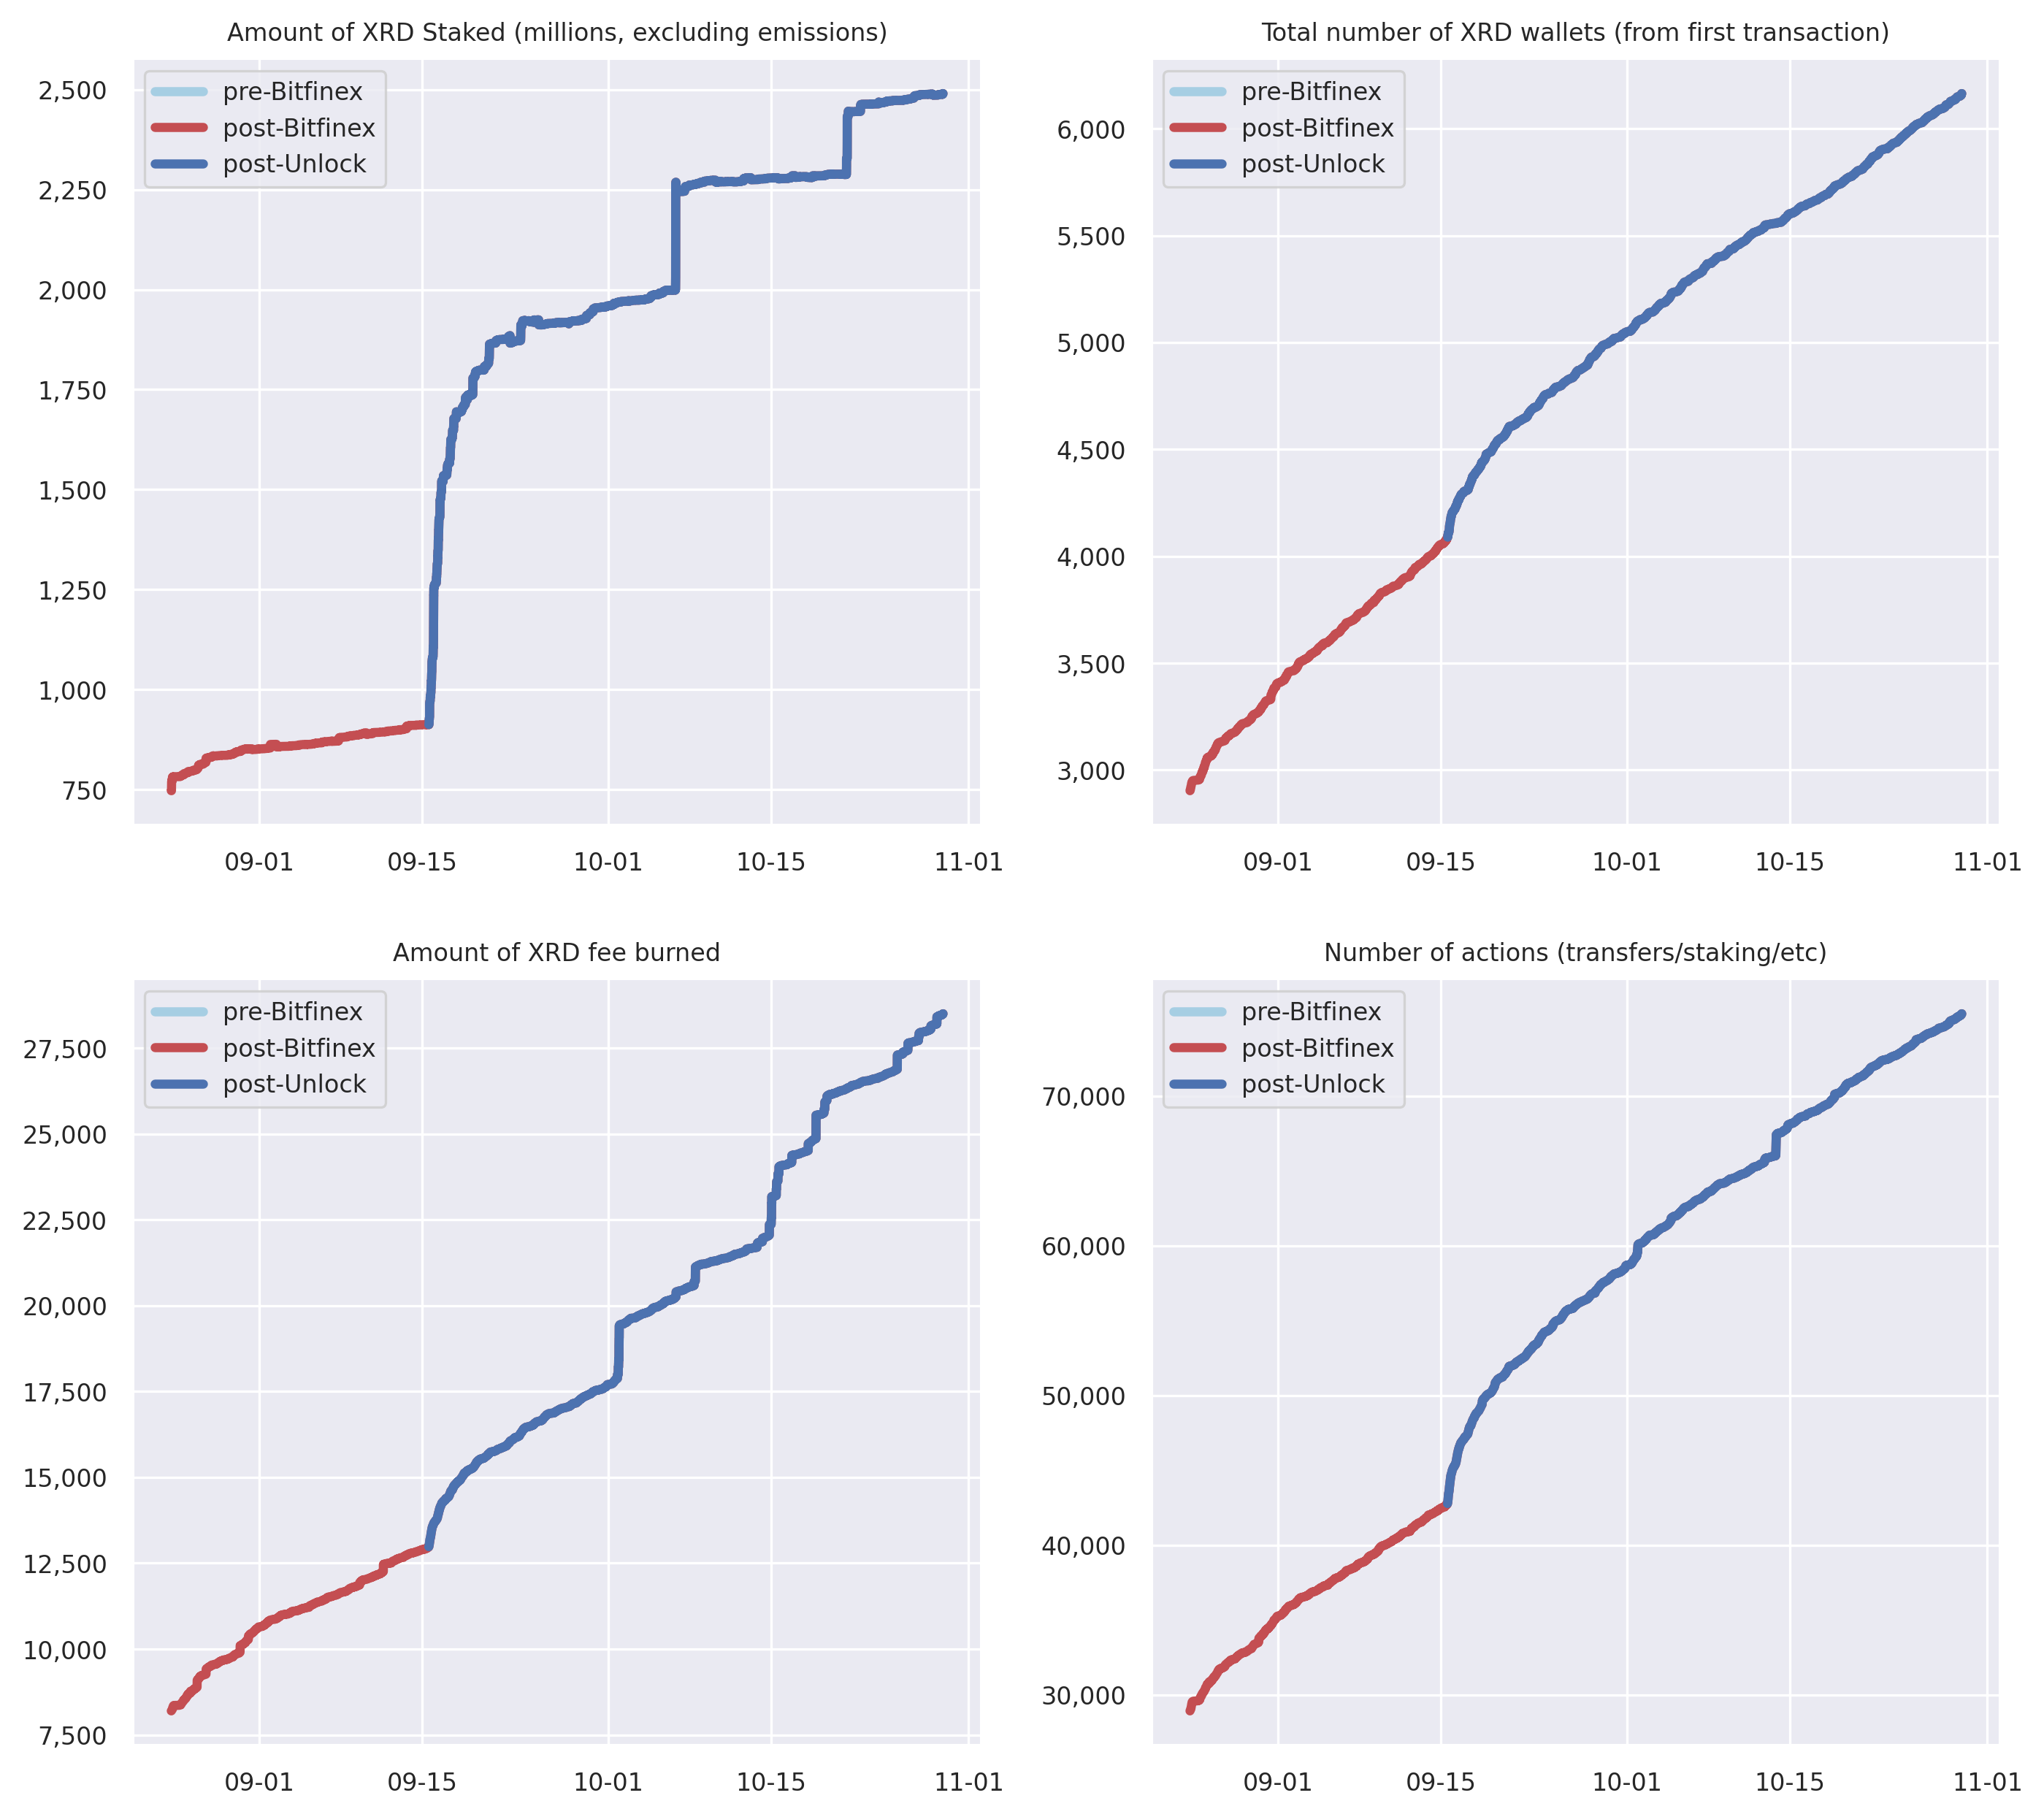 Amount of XRD Staked (millions, excluding emissions)
pre-Bitfinex
post-Bitfinex
post-Unlock
2,500
2,250
2,000
1,750
1,500
1,250
1,000
750
09-01 09-15 10-01 10-15 11-01
Total number of XRD wallets (from first transaction)
pre-Bitfinex
post-Bitfinex
post-Unlock
6,000
5,500
5,000
4,500
4,000
3,500
3,000
09-01 09-15 10-01 10-15 11-01
Amount of XRD fee burned
pre-Bitfinex
post-Bitfinex
post-Unlock
27,500
25,000
22,500
20,000
17,500
15,000
12,500
10,000
7,500
09-01 09-15 10-01 10-15 11-01
Number of actions (transfers/staking/etc)
pre-Bitfinex
post-Bitfinex
post-Unlock
70,000
60,000
50,000
40,000
30,000
09-01 09-15 10-01 10-15 11-01